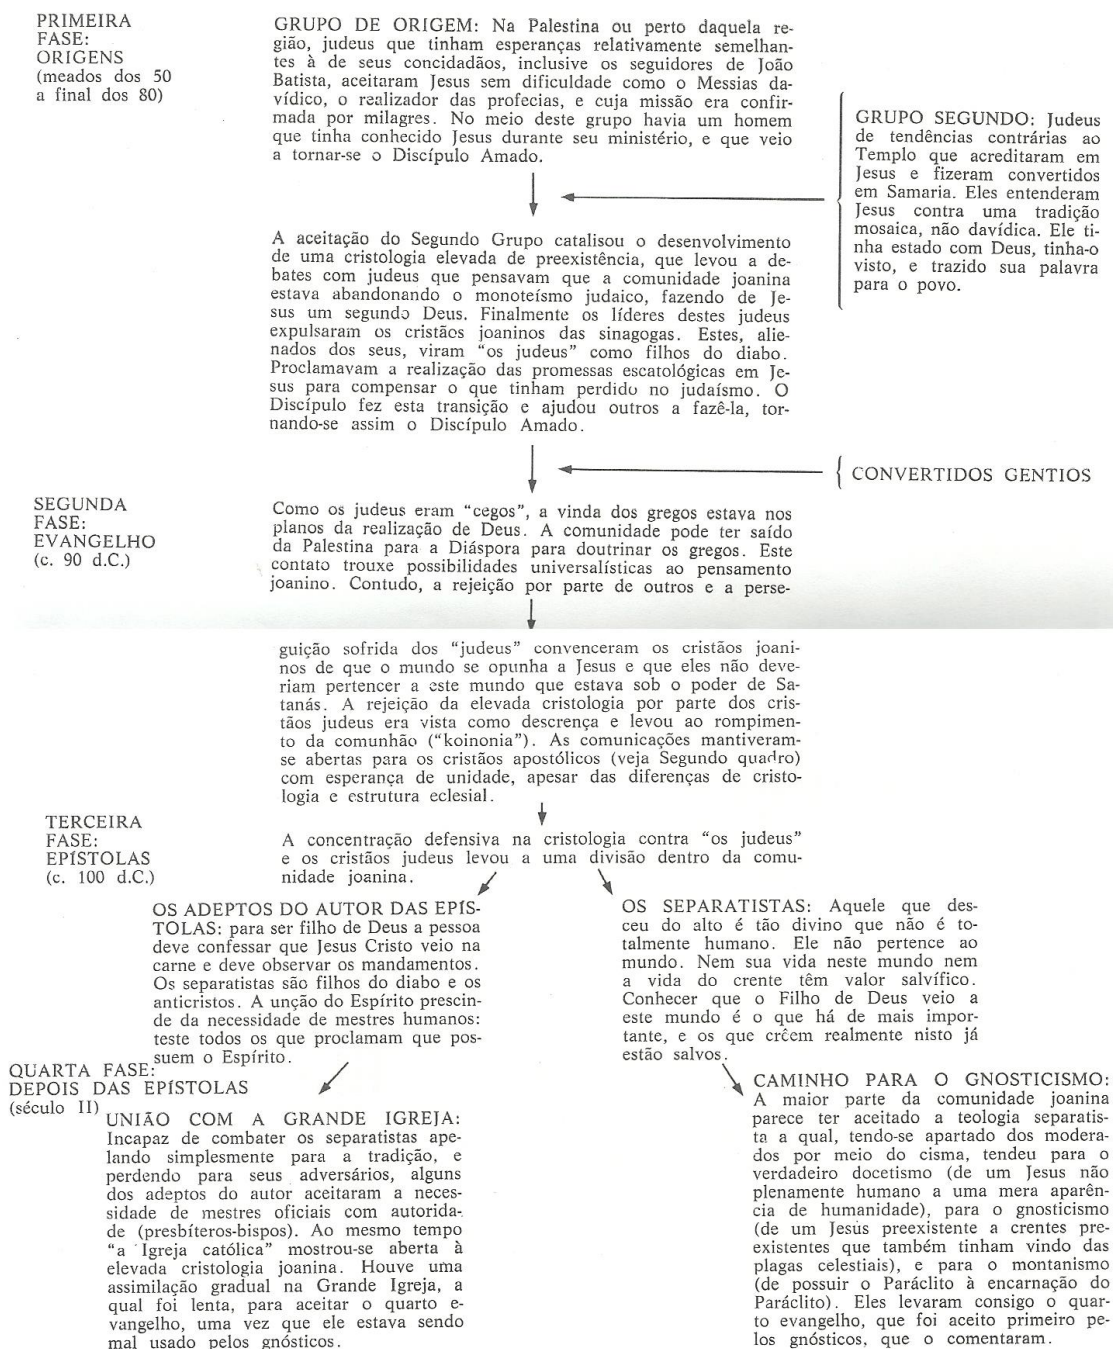 PRIMEIRA
FASE:
ORIGENS
(meados dos 50
a final dos 80)
GRUPO DE ORIGEM: Na Palestina ou perto daquela re-
gião, judeus que tinham esperanças relativamente semelhan-
tes à de seus concidadãos, inclusive os seguidores de João
Batista, aceitaram Jesus sem dificuldade como o Messias da-
vídico, o realizador das profecias, e cuja missão era confir-
mada por milagres. No meio deste grupo havia um homem
que tinha conhecido Jesus durante seu ministério, e que veio
a tornar-se o Discípulo Amado.
GRUPO SEGUNDO: Judeus
de tendências contrárias ao
Templo que acreditaram em
Jesus e fizeram convertidos
em Samaria. Eles entenderam
Jesus contra uma tradição
mosaica, não davídica. Ele ti-
nha estado com Deus, tinha-o
visto, e trazido sua palavra
para o povo.
A aceitação do Segundo Grupo catalisou o desenvolvimento
de uma cristologia elevada de preexistência, que levou a de-
bates com judeus que pensavam que a comunidade joanina
estava abandonando o monoteísmo judaico, fazendo de Je-
sus um segundo Deus. Finalmente os líderes destes judeus
expulsaram os cristãos joaninos das sinagogas. Estes, alie-
nados dos seus, viram "os judeus" como filhos do diabo.
Proclamavam a realização das promessas escatológicas em Je-
sus para compensar o que tinham perdido no judaísmo. O
Discípulo fez esta transição e ajudou outros a fazê-la, tor-
nando-se assim o Discípulo Amado.
CONVERTIDOS GENTIOS
SEGUNDA
FASE:
EVANGELHO
(c. 90 d.C.)
Como os judeus eram "cegos", a vinda dos gregos estava nos
planos da realização de Deus. A comunidade pode ter saído
da Palestina para a Diáspora para doutrinar os gregos. Este
contato trouxe possibilidades universalísticas ao pensamento
joanino. Contudo, a rejeição por parte de outros e a perse-
guição sofrida dos "judeus" convenceram os cristãos joani-
nos de que o mundo se opunha a Jesus e que eles não deve-
riam pertencer a este mundo que estava sob o poder de Sa-
tanás. A rejeição da elevada cristologia por parte dos cris-
tãos judeus era vista como descrença e levou ao rompimen-
to da comunhão ("koinonia"). As comunicações mantiveram-
se abertas para os cristãos apostólicos (veja Segundo quadro)
com esperança de unidade, apesar das diferenças de cristo-
logia e estrutura eclesial.
TERCEIRA
FASE:
EPÍSTOLAS
(c. 100 d.C.)
A concentração defensiva na cristologia contra "os judeus"
e os cristãos judeus levou a uma divisão dentro da comu-
nidade joanina.
OS ADEPTOS DO AUTOR DAS EPÍS-
TOLAS: para ser filho de Deus a pessoa
deve confessar que Jesus Cristo veio na
carne e deve observar os mandamentos.
Os separatistas são filhos do diabo e os
anticristos. A unção do Espírito prescin-
de da necessidade de mestres humanos:
teste todos os que proclamam que pos-
suem o Espírito.
OS SEPARATISTAS: Aquele que des-
ceu do alto é tão divino que não é to-
talmente humano. Ele não pertence ao
mundo. Nem sua vida neste mundo nem
a vida do crente têm valor salvífico.
Conhecer que o Filho de Deus veio a
este mundo é o que há de mais impor-
tante, e os que crêem realmente nisto já
estão salvos.
QUARTA FASE:
DEPOIS DAS EPÍSTOLAS
(século II)
UNIÃO COM A GRANDE IGREJA:
Incapaz de combater os separatistas ape-
lando simplesmente para a tradição, e
perdendo para seus adversários, alguns
dos adeptos do autor aceitaram a neces-
sidade de mestres oficiais com autorida-
de (presbíteros-bispos). Ao mesmo tempo
"a Igreja católica" mostrou-se aberta à
elevada cristologia joanina. Houve uma
assimilação gradual na Grande Igreja, a
qual foi lenta, para aceitar o quarto e-
vangelho, uma vez que ele estava sendo
mal usado pelos gnósticos.
CAMINHO PARA O GNOSTICISMO:
A maior parte da comunidade joanina
parece ter aceitado a teologia separatis-
ta a qual, tendo-se apartado dos modera-
dos por meio do cisma, tendeu para o
verdadeiro docetismo (de um Jesus não
plenamente humano a uma mera aparên-
cia de humanidade), para o gnosticismo
(de um Jesus preexistente a crentes pre-
existentes que também tinham vindo das
plagas celestiais), e para o montanismo
(de possuir o Paráclito à encarnação do
Paráclito). Eles levaram consigo o quar-
to evangelho, que foi aceito primeiro pe-
los gnósticos, que o comentaram.